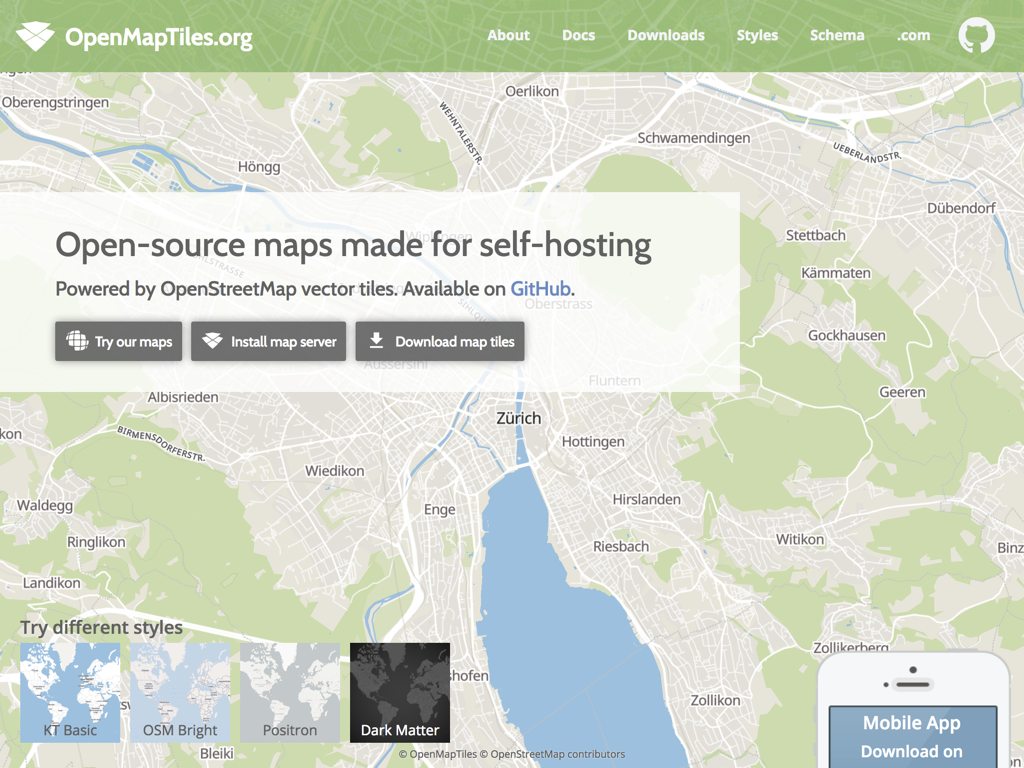 OpenMapTiles.org
About
Docs
Downloads
Styles
Schema
.com
Oberengstringen
Oerlikon
WEHNTALERSTR.
Schwamendingen
UEBERLANDSTR.
Höngg
Dübendorf
Wipkingen
Stettbach
Open-source maps made for self-hosting
Kämmaten
Powered by OpenStreetMap vector tiles. Available on GitHub.
Oberstrass
Try our maps
Install map server
Download map tiles
Gockhausen
Aussersihl
Fluntern
Albisrieden
Geeren
Zürich
kon
BIRMENSDORFERSTR.
Hottingen
Wiedikon
Waldegg
Enge
Hirslanden
Ringlikon
Riesbach
Witikon
Binz
Landikon
Try different styles
Zollikerberg
shofen
Zollikon
KT Basic
OSM Bright
Positron
Dark Matter
Mobile App
Download on
Bleiki
© OpenMapTiles © OpenStreetMap contributors